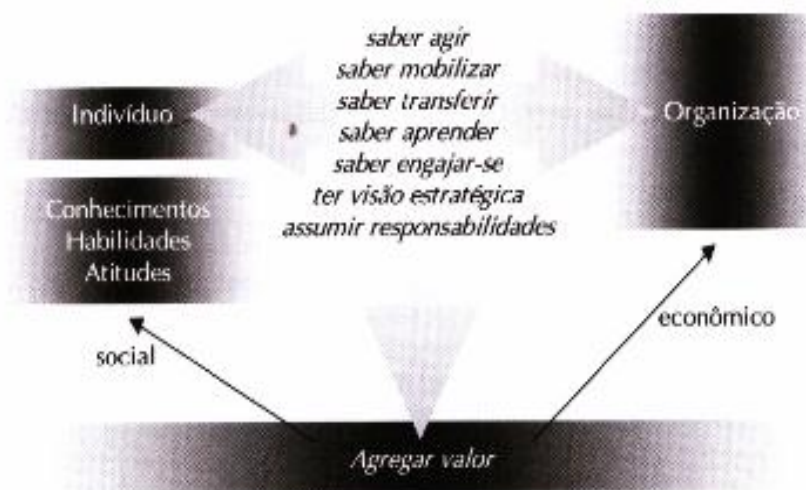 saber agir
saber mobilizar
saber transferir
saber aprender
saber engajar-se
ter visão estratégica
assumir responsabilidades
Indivíduo
Conhecimentos
Habilidades
Atitudes
Organização
social
econômico
Agregar valor